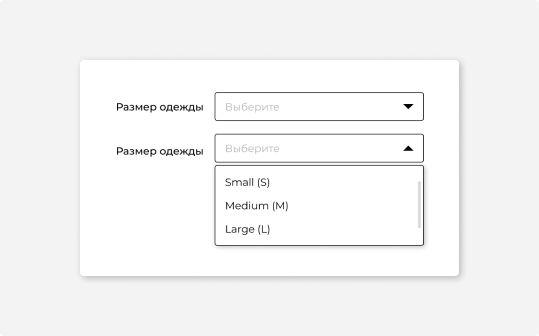 Размер одежды Выберите
Размер одежды Выберите
Small (S)
Medium (M)
Large (L)